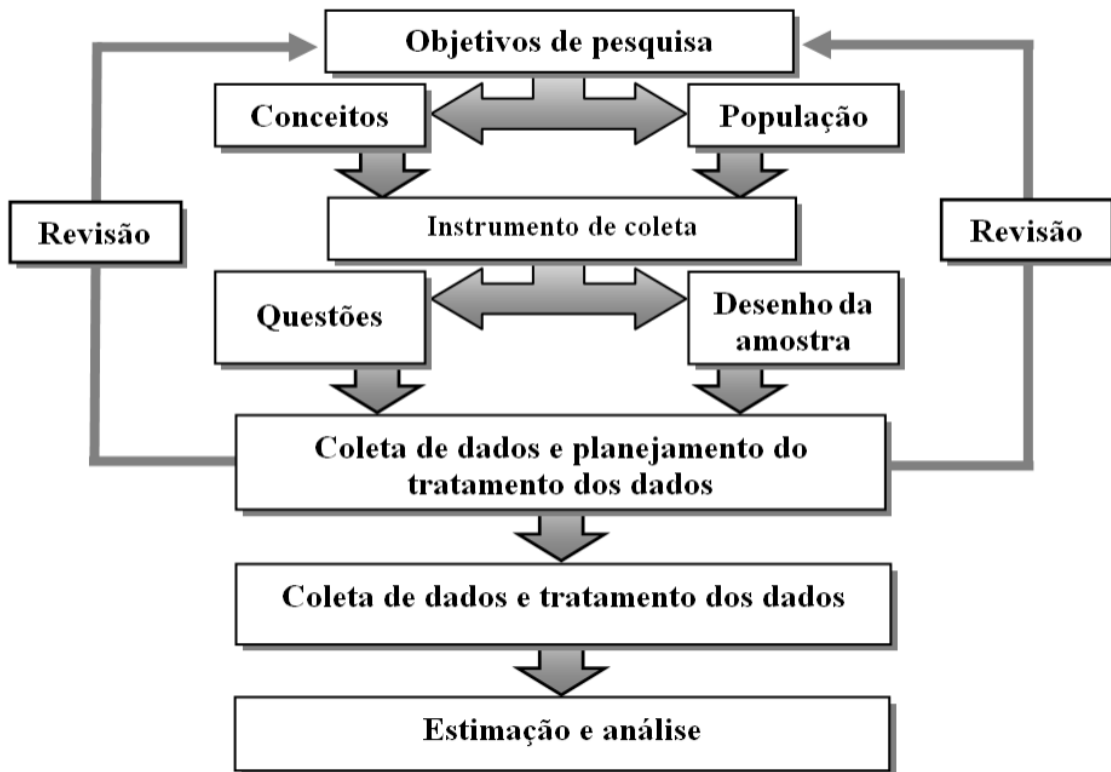 Objetivos de pesquisa
Conceitos
População
Revisão
Instrumento de coleta
Revisão
Questões
Desenho da
amostra
Coleta de dados e planejamento do
tratamento dos dados
Coleta de dados e tratamento dos dados
Estimação e análise